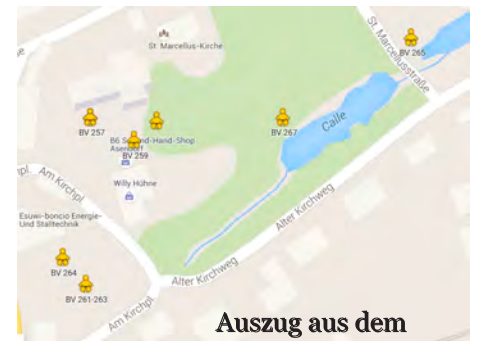 St. Marcellus-Kirche
St. Marcellusstraße
BV 265
BV 257
B6 Second-Hand-Shop
Asendorf
BV 259
BV 267
Calle
Am Kirchpl.
Willy Hühne
Esuwi-boncio Energie-
Und Stalltechnik
Alter Kirchweg
BV 264
BV 261-263
Alter Kirchweg
Am Kirchpl.
Auszug aus dem